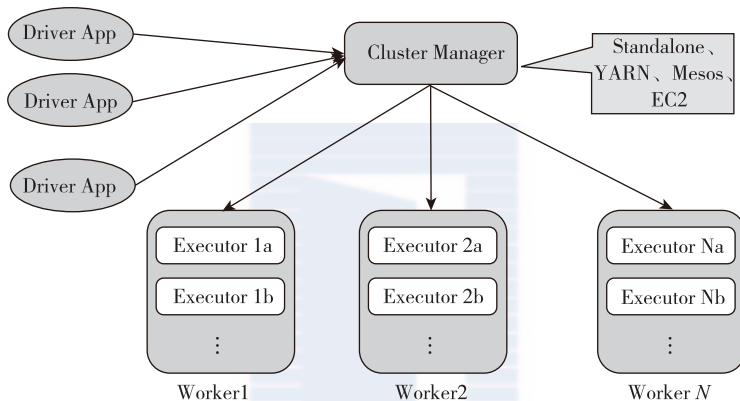 Driver App
Cluster Manager
Standalone、
YARN、Mesos、
EC2
Driver App
Driver App
Executor 1a
Executor 2a
Executor Na
Executor 1b
Executor 2b
Executor Nb
⋮
⋮
⋮
Worker1
Worker2
Worker N